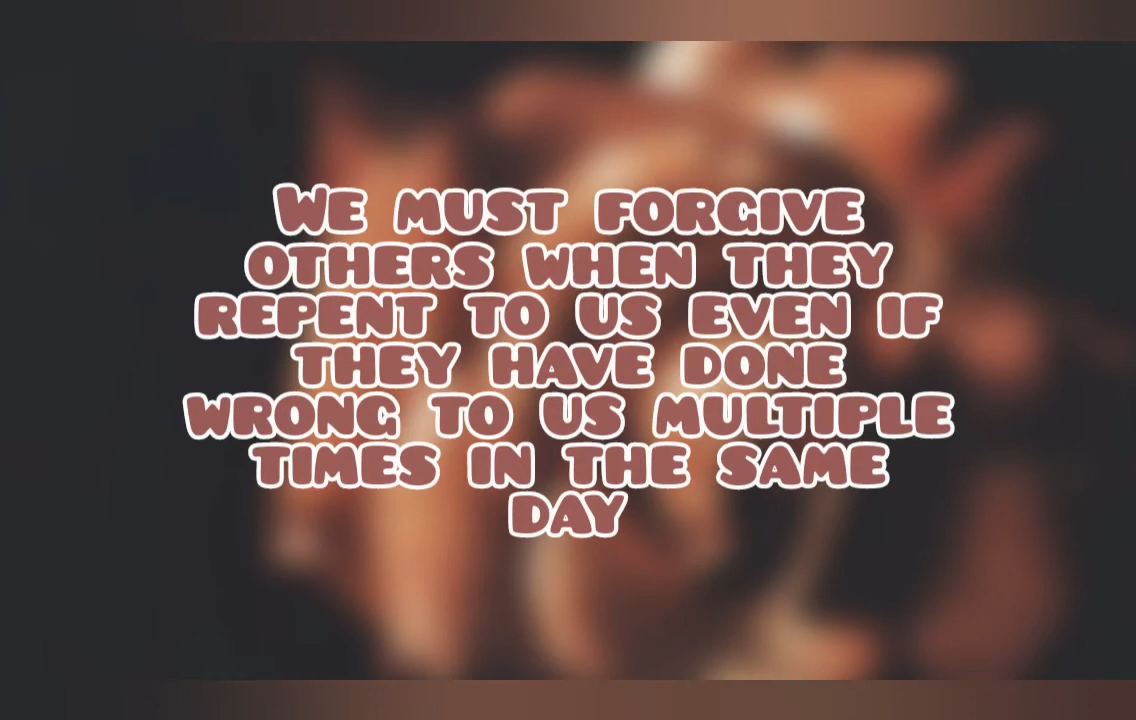 We must forgive
others when they
repent to us even if
they have done
wrong to us multiple
times in the same
day